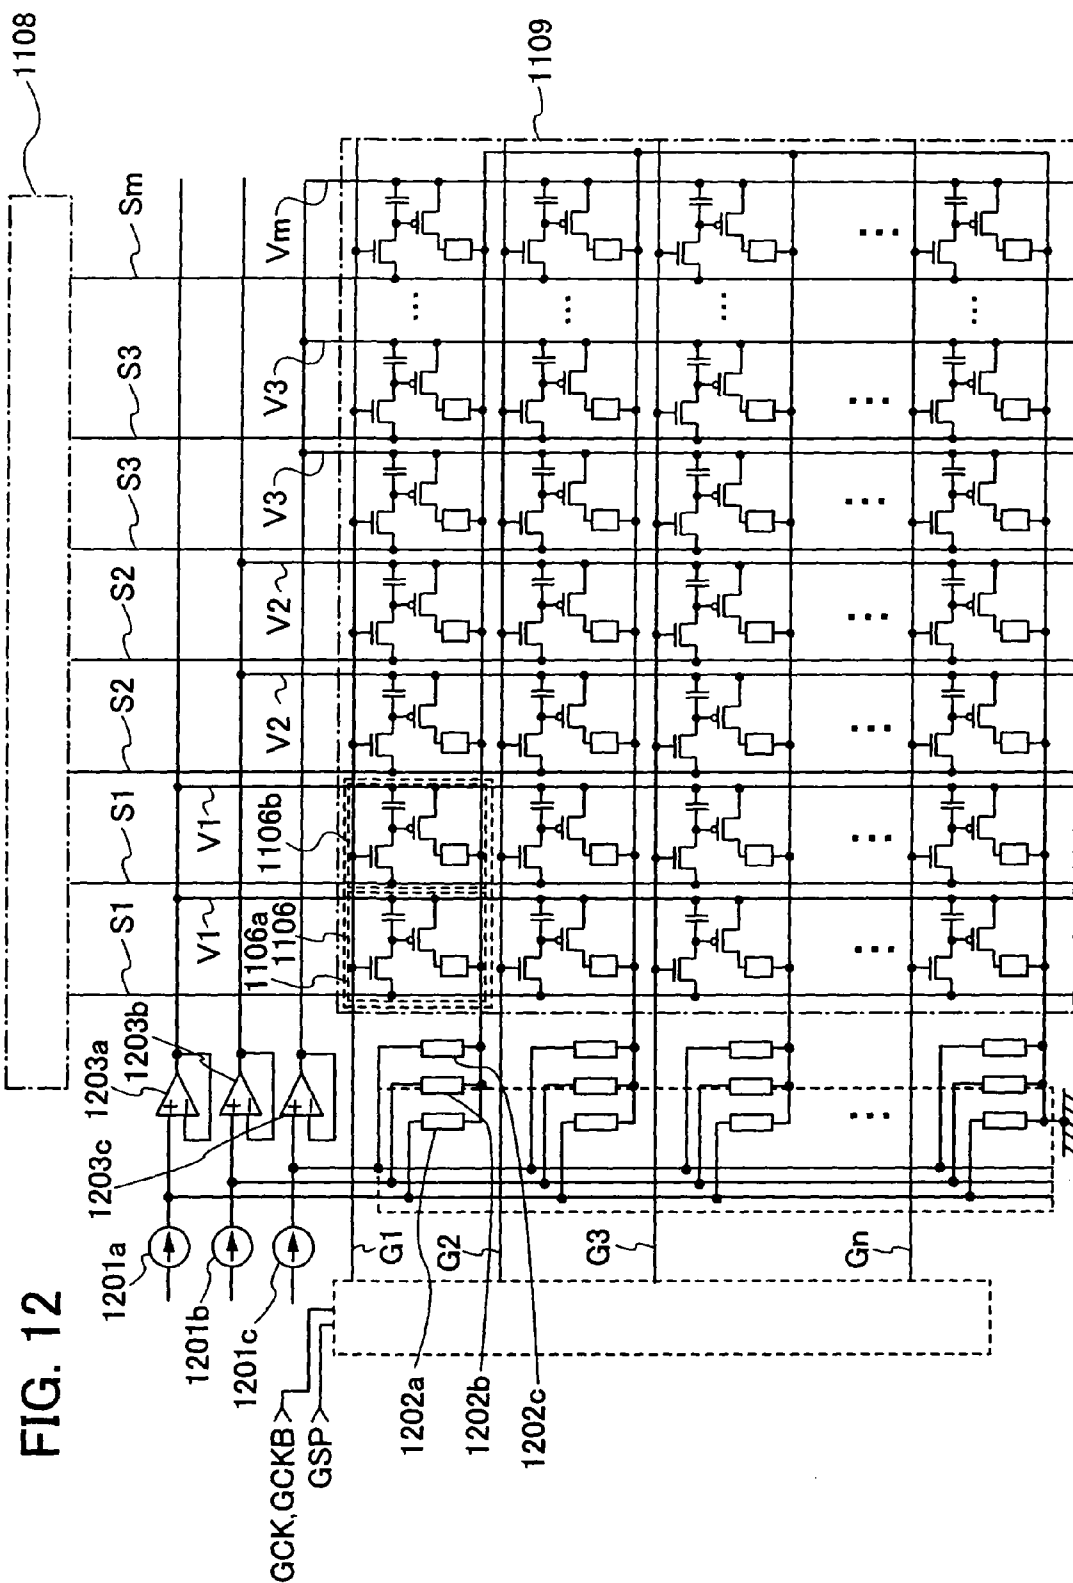 FIG. 12
1108
S1
S1
S2
S2
S3
S3
Sm
1203a
1203b
1203c
1201a
1201b
1201c
V1
V1
V2
V2
V3
V3
Vm
1109
1106a
1106
1106b
GCK,GCKB
GSP
G1
G2
G3
Gn
1202a
1202b
1202c